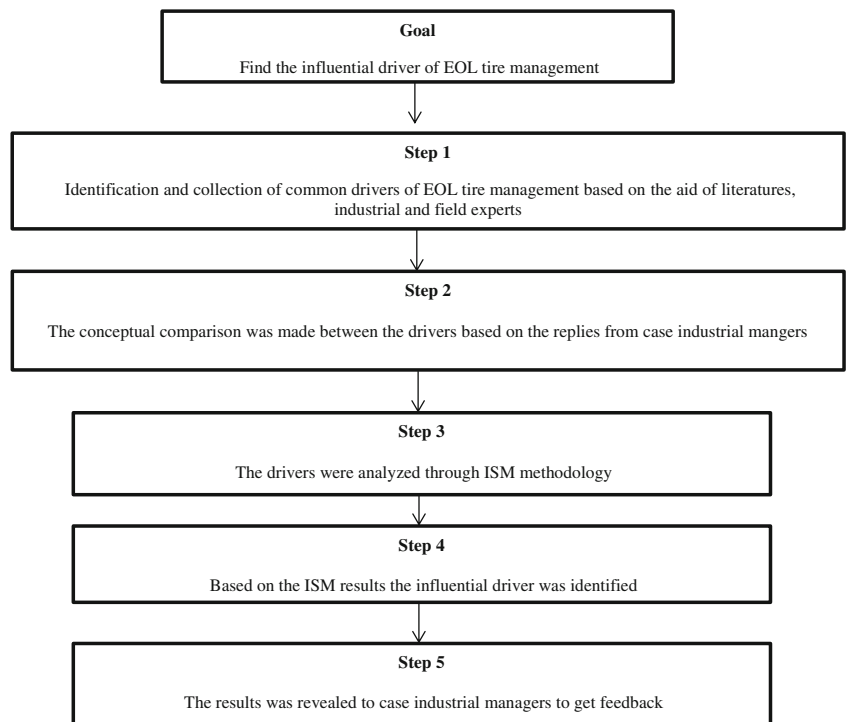 Goal
Find the influential driver of EOL tire management
Step 1
Identification and collection of common drivers of EOL tire management based on the aid of literatures,
industrial and field experts
Step 2
The conceptual comparison was made between the drivers based on the replies from case industrial mangers
Step 3
The drivers were analyzed through ISM methodology
Step 4
Based on the ISM results the influential driver was identified
Step 5
The results was revealed to case industrial managers to get feedback